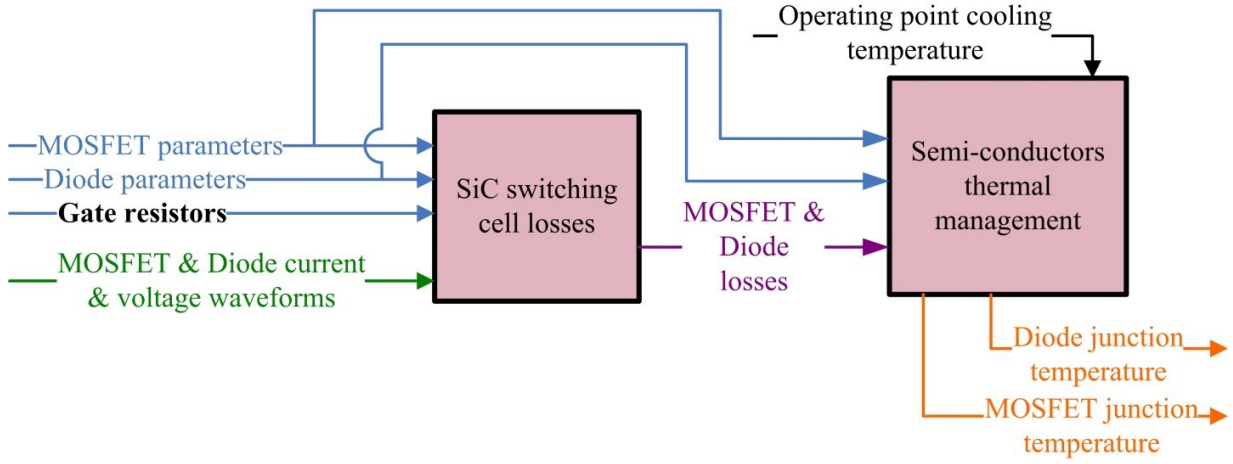 Operating point cooling
temperature
MOSFET parameters
Diode parameters
Gate resistors
MOSFET & Diode current
& voltage waveforms
SiC switching
cell losses
MOSFET &
Diode
losses
Semi-conductors
thermal
management
Diode junction
temperature
MOSFET junction
temperature